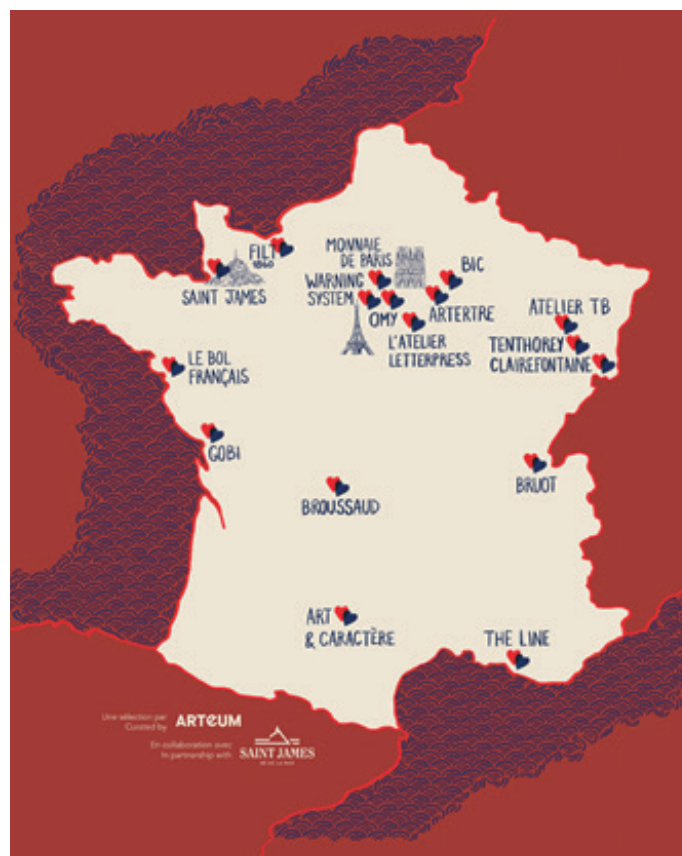 FILT
1860
SAINT JAMES
MONNAIE
DE PARIS
WARNING
SYSTEM
OMY
BIC
ARTERTRE
L'ATELIER
LETTERPRESS
ATELIER TB
TENTHOREY
CLAIREFONTAINE
LE BOL
FRANÇAIS
GOBI
BROUSSAUD
BRUOT
ART
& CARACTÈRE
THE LINE
Une sélection par
Curated by
ARTEUM
En collaboration avec
In partnership with
SAINT JAMES